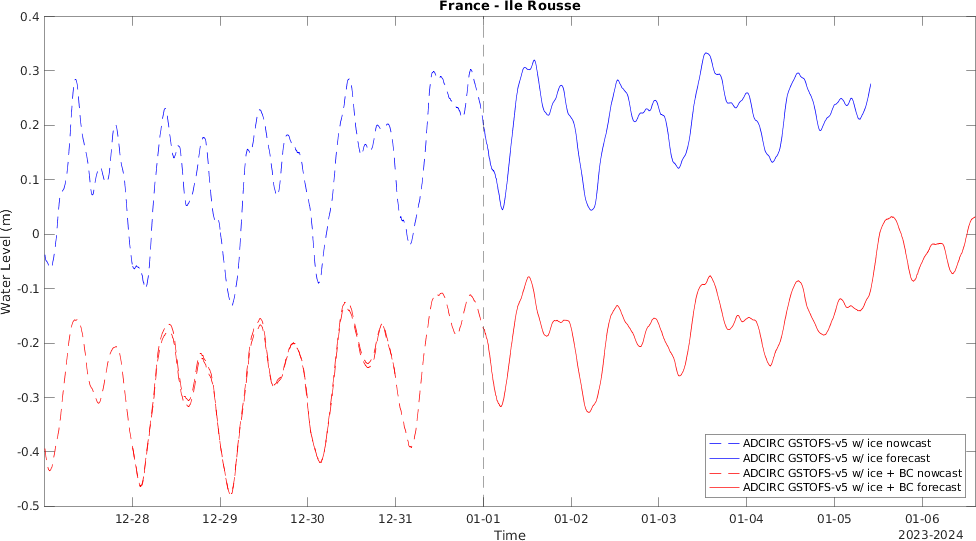 France - Ile Rousse
Water Level (m)
0.4
0.3
0.2
0.1
0
-0.1
-0.2
-0.3
-0.4
-0.5
12-28 12-29 12-30 12-31 01-01 01-02 01-03 01-04 01-05 01-06
Time
2023-2024
ADCIRC GSTOFS-v5 w/ ice nowcast
ADCIRC GSTOFS-v5 w/ ice forecast
ADCIRC GSTOFS-v5 w/ ice + BC nowcast
ADCIRC GSTOFS-v5 w/ ice + BC forecast